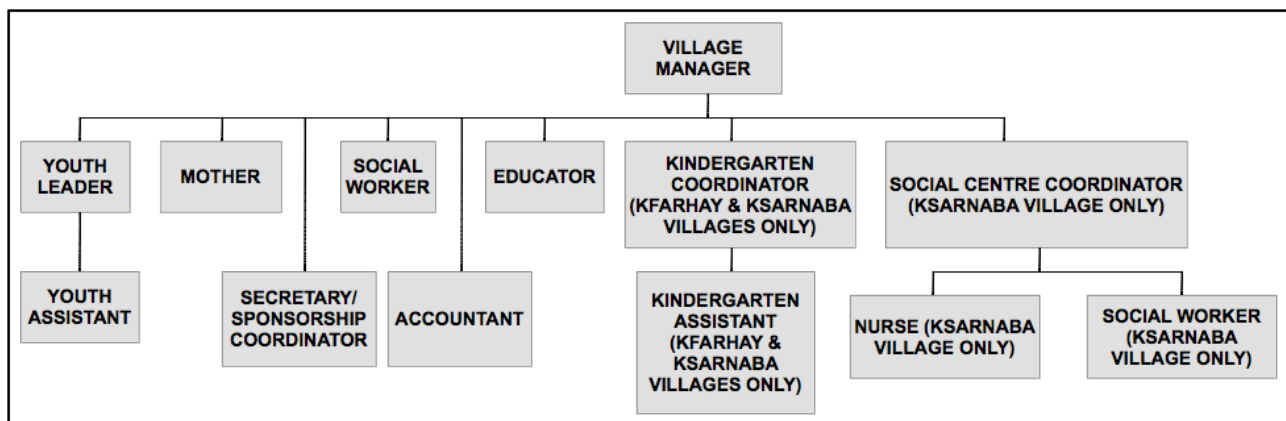 VILLAGE
MANAGER
YOUTH
LEADER
MOTHER
SOCIAL
WORKER
EDUCATOR
KINDERGARTEN
COORDINATOR
(KFARHAY & KSARNABA
VILLAGES ONLY)
SOCIAL CENTRE COORDINATOR
(KSARNABA VILLAGE ONLY)
YOUTH
ASSISTANT
SECRETARY/
SPONSORSHIP
COORDINATOR
ACCOUNTANT
KINDERGARTEN
ASSISTANT
(KFARHAY &
KSARNABA
VILLAGES ONLY)
NURSE (KSARNABA
VILLAGE ONLY)
SOCIAL WORKER
(KSARNABA
VILLAGE ONLY)